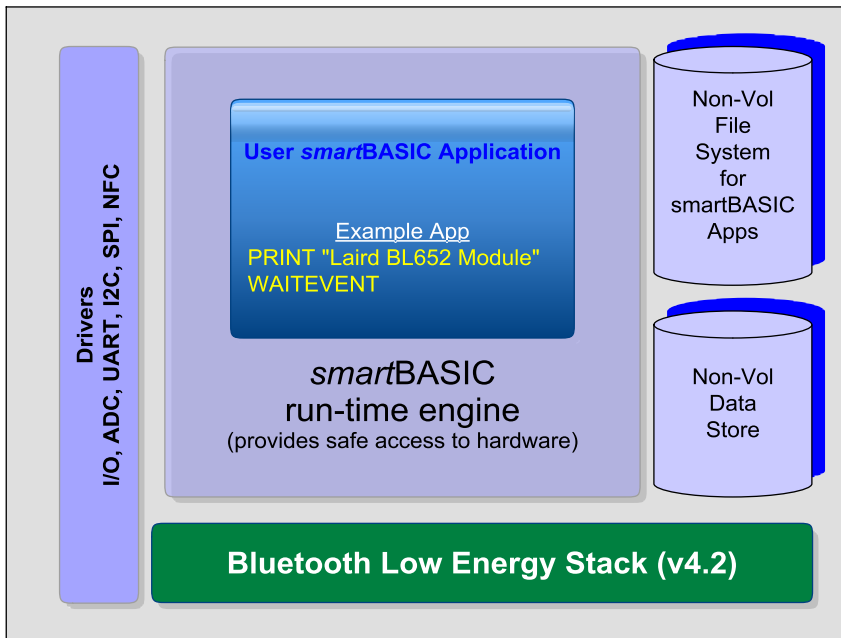 Drivers
I/O, ADC, UART, I2C, SPI, NFC
User smartBASIC Application
Example App
PRINT "Laird BL652 Module"
WAITEVENT
smartBASIC
run-time engine
(provides safe access to hardware)
Non-Vol
File
System
for
smartBASIC
Apps
Non-Vol
Data
Store
Bluetooth Low Energy Stack (v4.2)